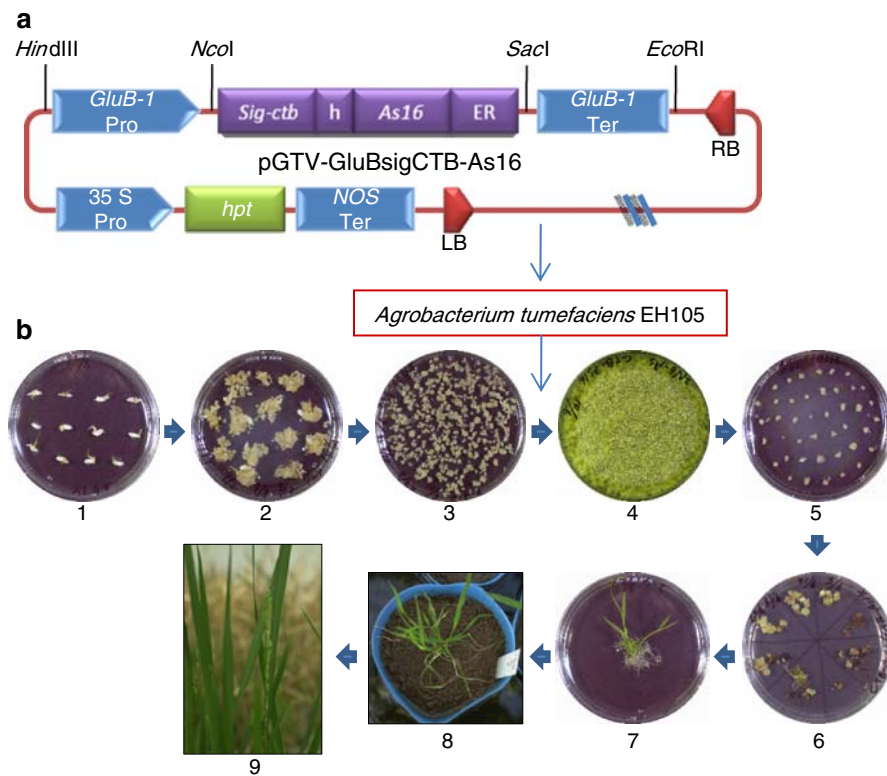 a
HindIII NcoI SacI EcoRI
GluB-1 Pro Sig-ctb h As16 ER GluB-1 Ter
RB
pGTV-GluBsigCTB-As16
35 S Pro hpt NOS Ter
LB
Agrobacterium tumefaciens EH105
b
1 2 3 4 5
9 8 7 6